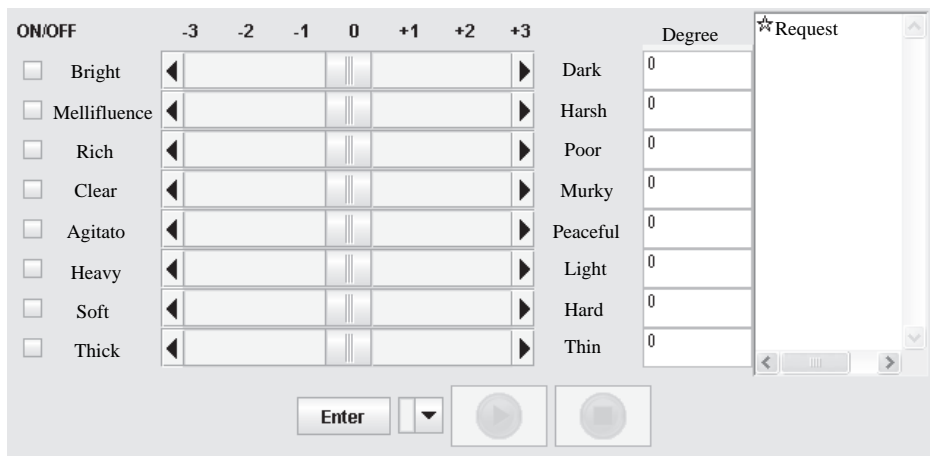 ON/OFF -3 -2 -1 0 +1 +2 +3 Degree ☆Request
Bright Dark 0
Mellifluence Harsh 0
Rich Poor 0
Clear Murky 0
Agitato Peaceful 0
Heavy Light 0
Soft Hard 0
Thick Thin 0
Enter